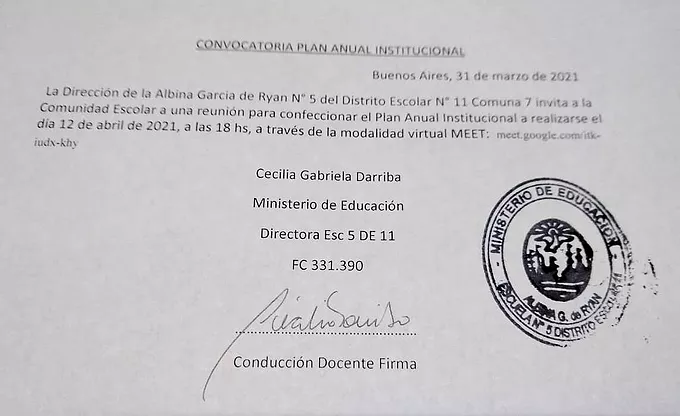 CONVOCATORIA PLAN ANUAL INSTITUCIONAL
Buenos Aires, 31 de marzo de 2021
La Dirección de la Albina Garcia de Ryan N° 5 del Distrito Escolar N° 11 Comuna 7 invita a la
Comunidad Escolar a una reunión para confeccionar el Plan Anual Institucional a realizarse el
día 12 de abril de 2021, a las 18 hs, a través de la modalidad virtual MEET: meet.google.com/itk-
iudx-khy
Cecilia Gabriela Darriba
Ministerio de Educación
Directora Esc 5 DE 11
FC 331.390
Conducción Docente Firma
- MINISTERIO DE EDUCACION -
ALBINA G. de RYAN
ESCUELA N° 5 DISTRITO ESCOLAR